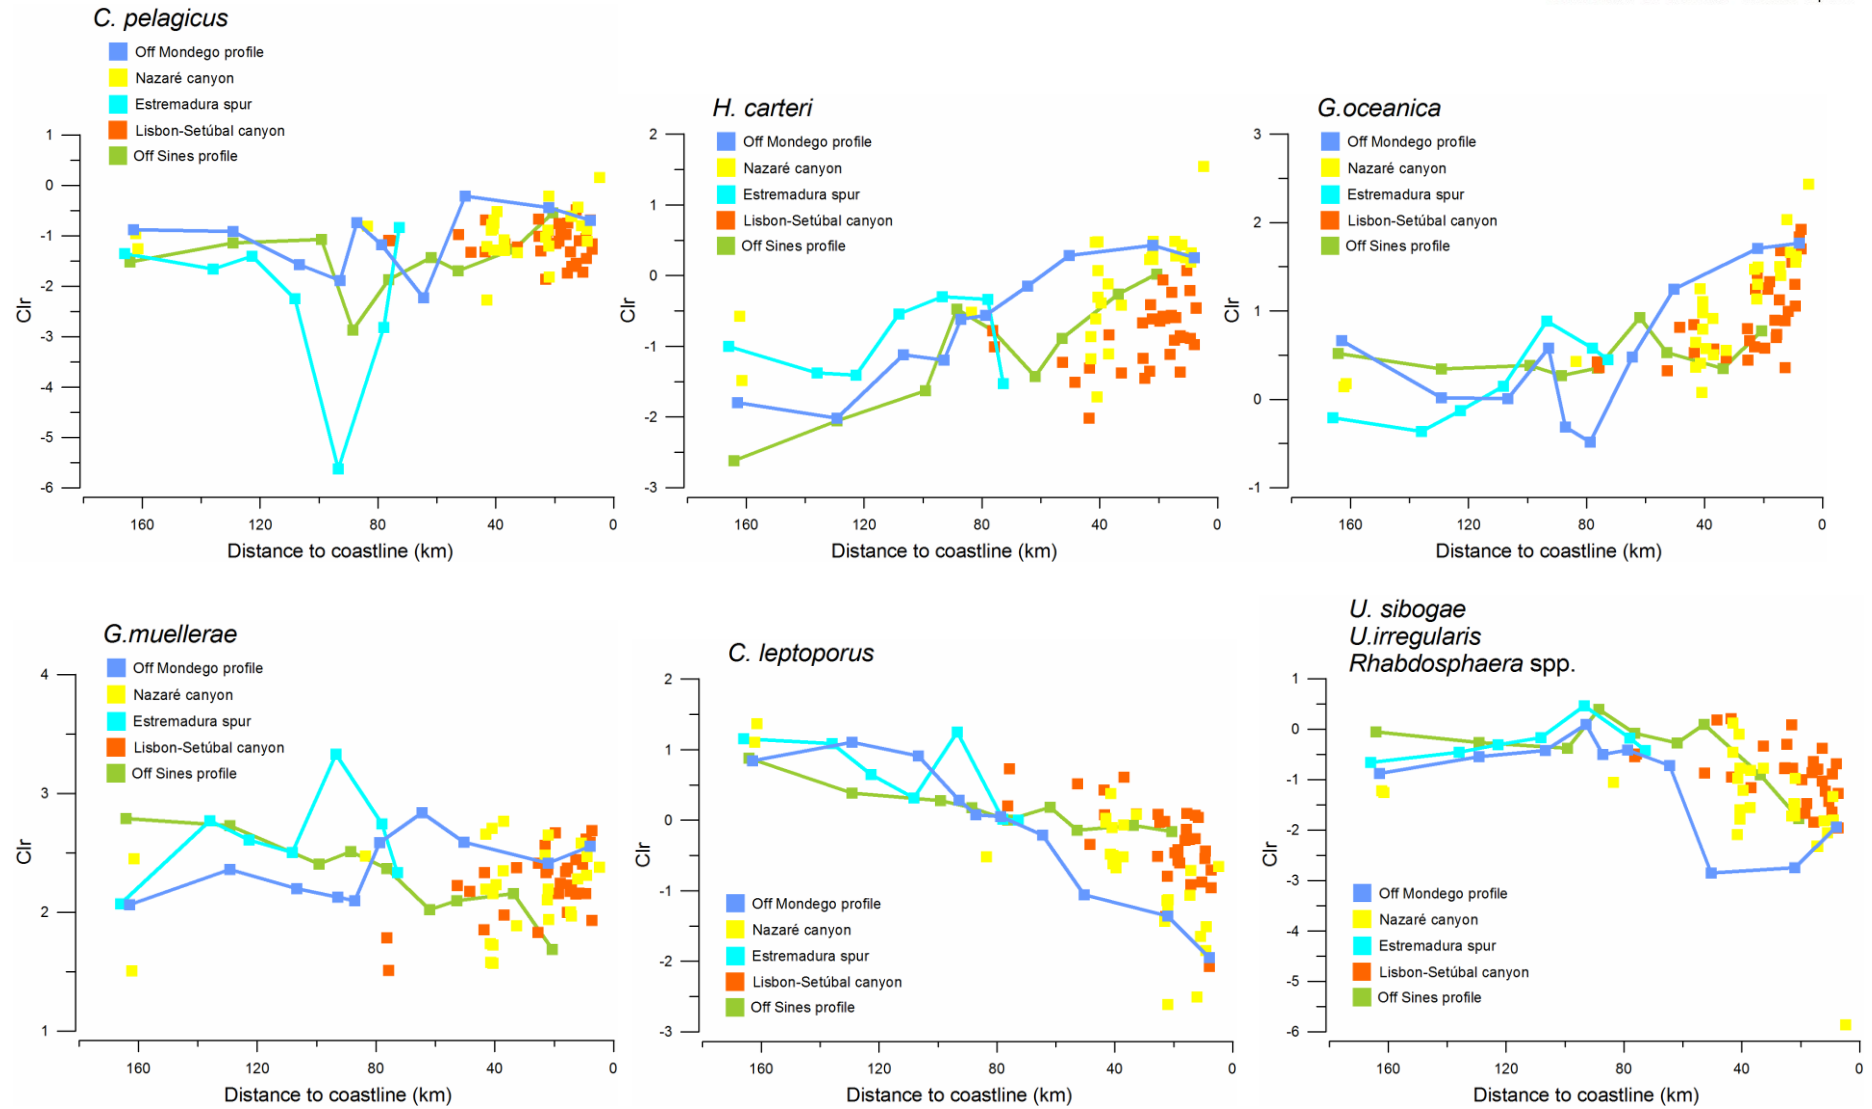 C. pelagicus
Off Mondego profile
Nazaré canyon
Estremadura spur
Lisbon-Setúbal canyon
Off Sines profile
1
0
-1
-2
-3
-4
-5
-6
Clr
160
120
80
40
0
Distance to coastline (km)
H. carteri
Off Mondego profile
Nazaré canyon
Estremadura spur
Lisbon-Setúbal canyon
Off Sines profile
2
1
0
-1
-2
-3
Clr
160
120
80
40
0
Distance to coastline (km)
G.oceanica
Off Mondego profile
Nazaré canyon
Estremadura spur
Lisbon-Setúbal canyon
Off Sines profile
3
2
1
0
-1
Clr
160
120
80
40
0
Distance to coastline (km)
G.muellerae
Off Mondego profile
Nazaré canyon
Estremadura spur
Lisbon-Setúbal canyon
Off Sines profile
4
3
2
1
Clr
160
120
80
40
0
Distance to coastline (km)
C. leptoporus
2
1
0
-1
-2
-3
Clr
Off Mondego profile
Nazaré canyon
Estremadura spur
Lisbon-Setúbal canyon
Off Sines profile
160
120
80
40
0
Distance to coastline (km)
U. sibogae
U.irregularis
Rhabdosphaera spp.
1
0
-1
-2
-3
-4
-5
-6
Clr
Off Mondego profile
Nazaré canyon
Estremadura spur
Lisbon-Setúbal canyon
Off Sines profile
160
120
80
40
0
Distance to coastline (km)